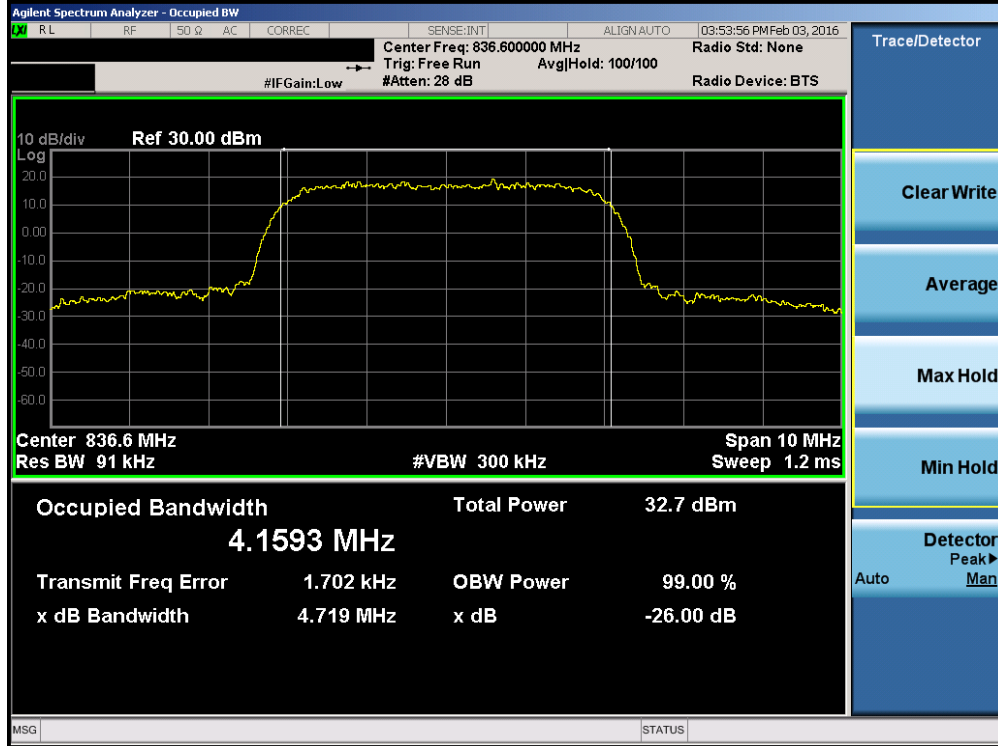 Agilent Spectrum Analyzer - Occupied BW
LXI RL RF 50 Ω AC CORREC SENSE:INT ALIGN AUTO 03:53:56 PM Feb 03, 2016
Center Freq: 836.600000 MHz Radio Std: None
Trig: Free Run Avg|Hold: 100/100
#IFGain:Low #Atten: 28 dB Radio Device: BTS
10 dB/div Ref 30.00 dBm
Log
20.0
10.0
0.00
-10.0
-20.0
-30.0
-40.0
-50.0
-60.0
Center 836.6 MHz Span 10 MHz
Res BW 91 kHz #VBW 300 kHz Sweep 1.2 ms
Occupied Bandwidth Total Power 32.7 dBm
4.1593 MHz
Transmit Freq Error 1.702 kHz OBW Power 99.00 %
x dB Bandwidth 4.719 MHz x dB -26.00 dB
MSG STATUS
Trace/Detector
Clear Write
Average
Max Hold
Min Hold
Detector
Peak▶
Auto Man